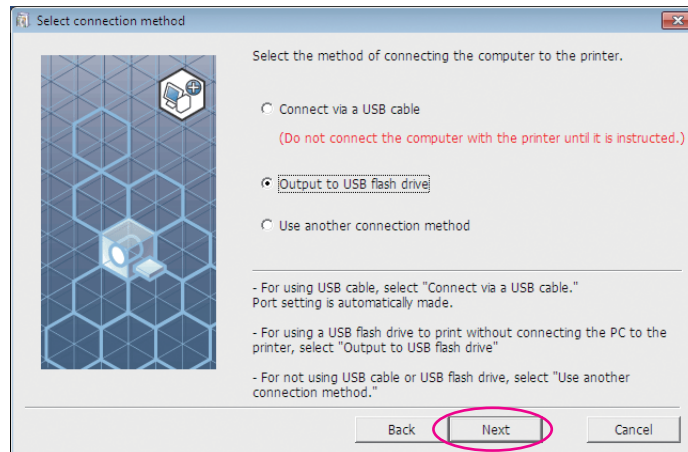 Select connection method
Select the method of connecting the computer to the printer.
Connect via a USB cable
(Do not connect the computer with the printer until it is instructed.)
Output to USB flash drive
Use another connection method
- For using USB cable, select "Connect via a USB cable."
Port setting is automatically made.
- For using a USB flash drive to print without connecting the PC to the
printer, select "Output to USB flash drive"
- For not using USB cable or USB flash drive, select "Use another
connection method."
Back
Next
Cancel